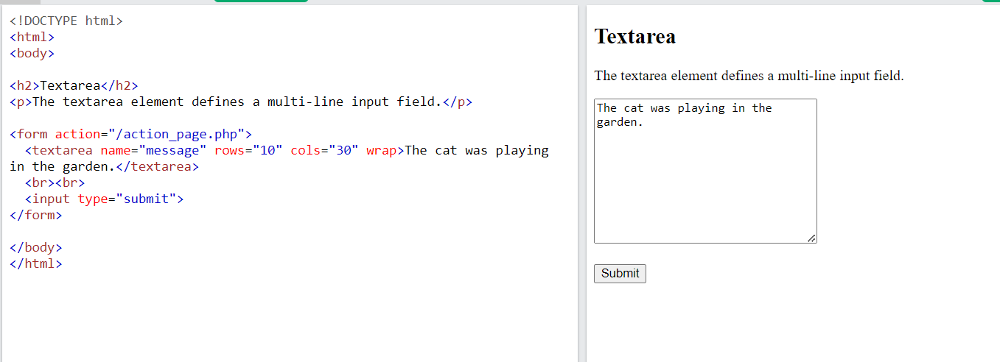 <!DOCTYPE html>
<html>
<body>
<h2>Textarea</h2>
<p>The textarea element defines a multi-line input field.</p>
<form action="/action_page.php">
  <textarea name="message" rows="10" cols="30" wrap>The cat was playing
in the garden.</textarea>
  <br><br>
  <input type="submit">
</form>
</body>
</html>
Textarea
The textarea element defines a multi-line input field.
The cat was playing in the
garden.
Submit